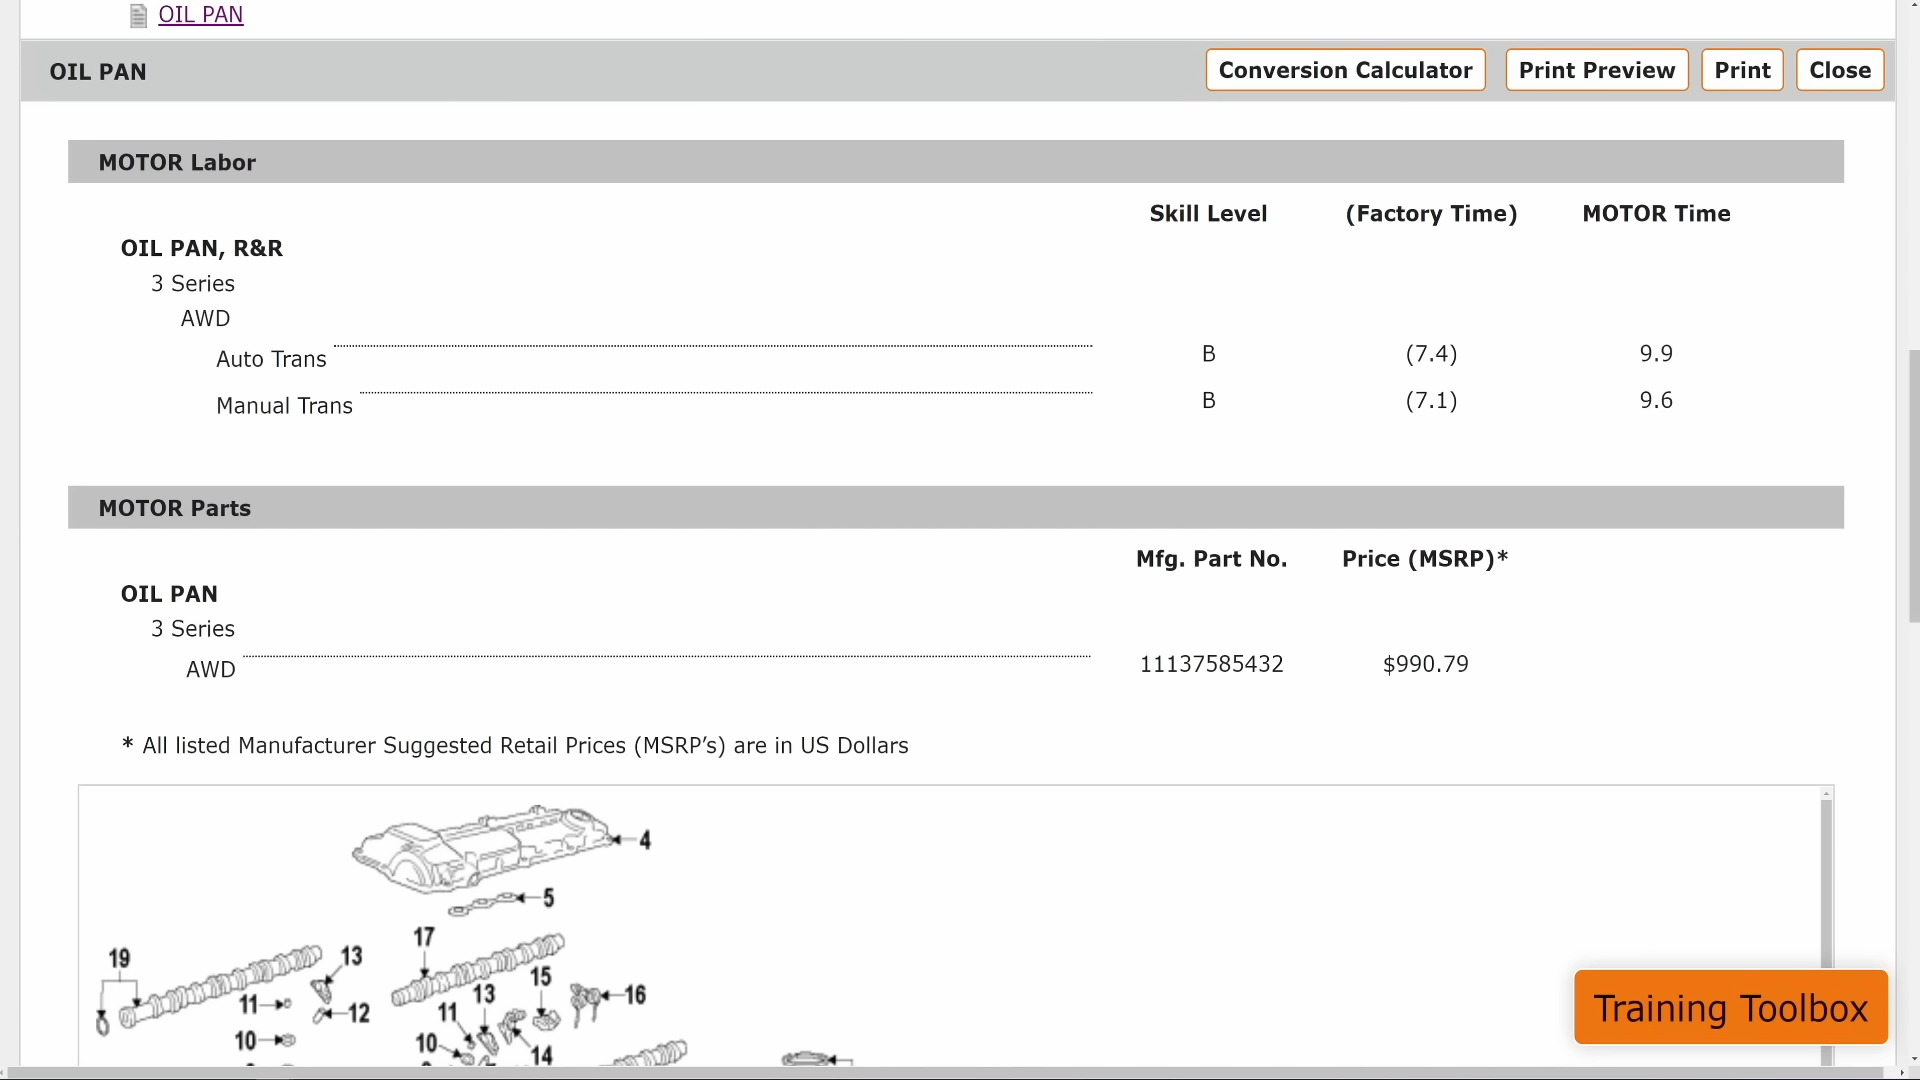 OIL PAN
OIL PAN Conversion Calculator Print Preview Print Close
MOTOR Labor
Skill Level (Factory Time) MOTOR Time
OIL PAN, R&R
3 Series
AWD
Auto Trans B (7.4) 9.9
Manual Trans B (7.1) 9.6
MOTOR Parts
Mfg. Part No. Price (MSRP)*
OIL PAN
3 Series
AWD 11137585432 $990.79
* All listed Manufacturer Suggested Retail Prices (MSRP’s) are in US Dollars
4
5
17
19 13
15
13 16
11 12 11
10 10 14
Training Toolbox